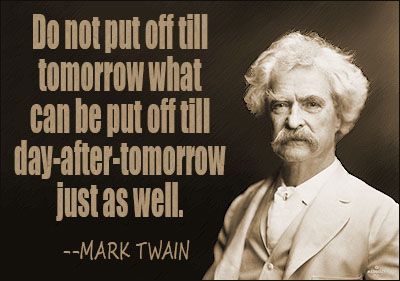 Do not put off till
tomorrow what
can be put off till
day-after-tomorrow
just as well.
--MARK TWAIN